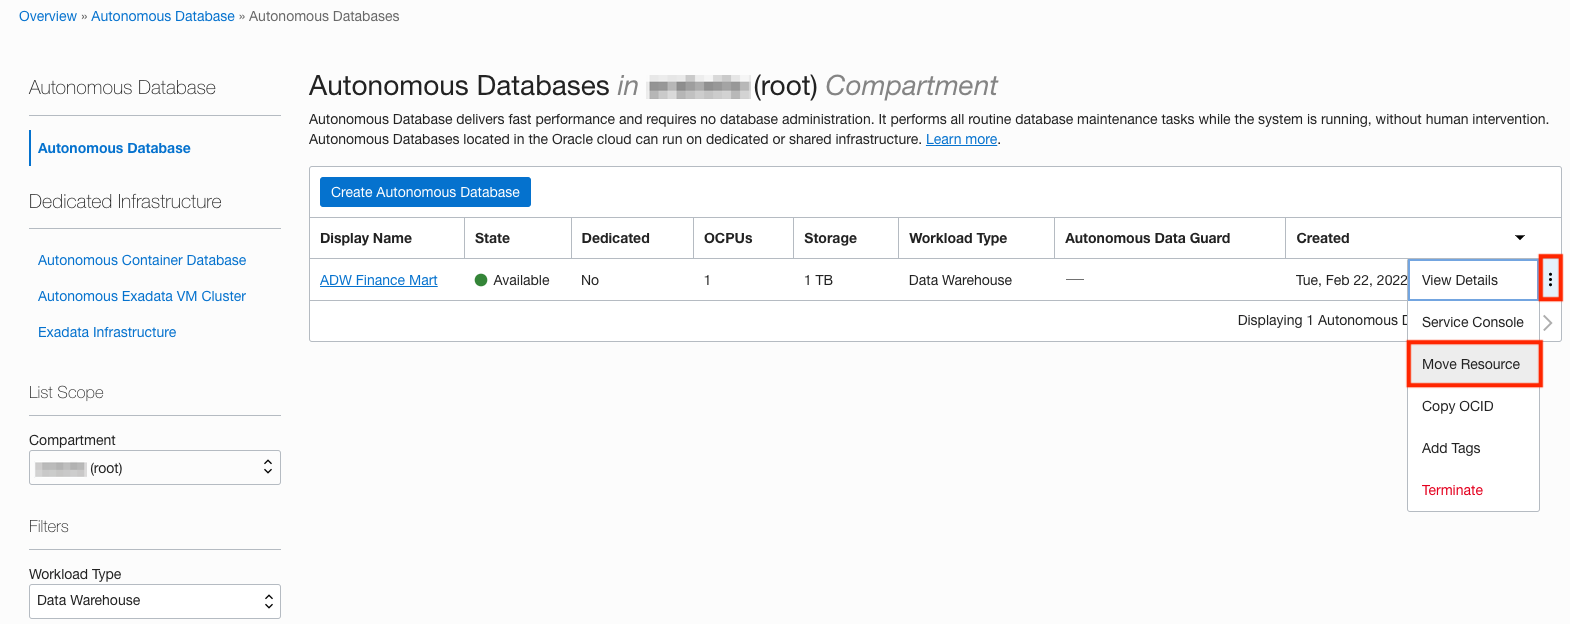 Overview » Autonomous Database » Autonomous Databases
Autonomous Database
Autonomous Database
Dedicated Infrastructure
Autonomous Container Database
Autonomous Exadata VM Cluster
Exadata Infrastructure
List Scope
Compartment
(root)
Filters
Workload Type
Data Warehouse
Autonomous Databases in (root) Compartment
Autonomous Database delivers fast performance and requires no database administration. It performs all routine database maintenance tasks while the system is running, without human intervention.
Autonomous Databases located in the Oracle cloud can run on dedicated or shared infrastructure. Learn more.
Create Autonomous Database
Display Name State Dedicated OCPUs Storage Workload Type Autonomous Data Guard Created
ADW Finance Mart Available No 1 1 TB Data Warehouse — Tue, Feb 22, 2022
Displaying 1 Autonomous D
View Details
Service Console
Move Resource
Copy OCID
Add Tags
Terminate